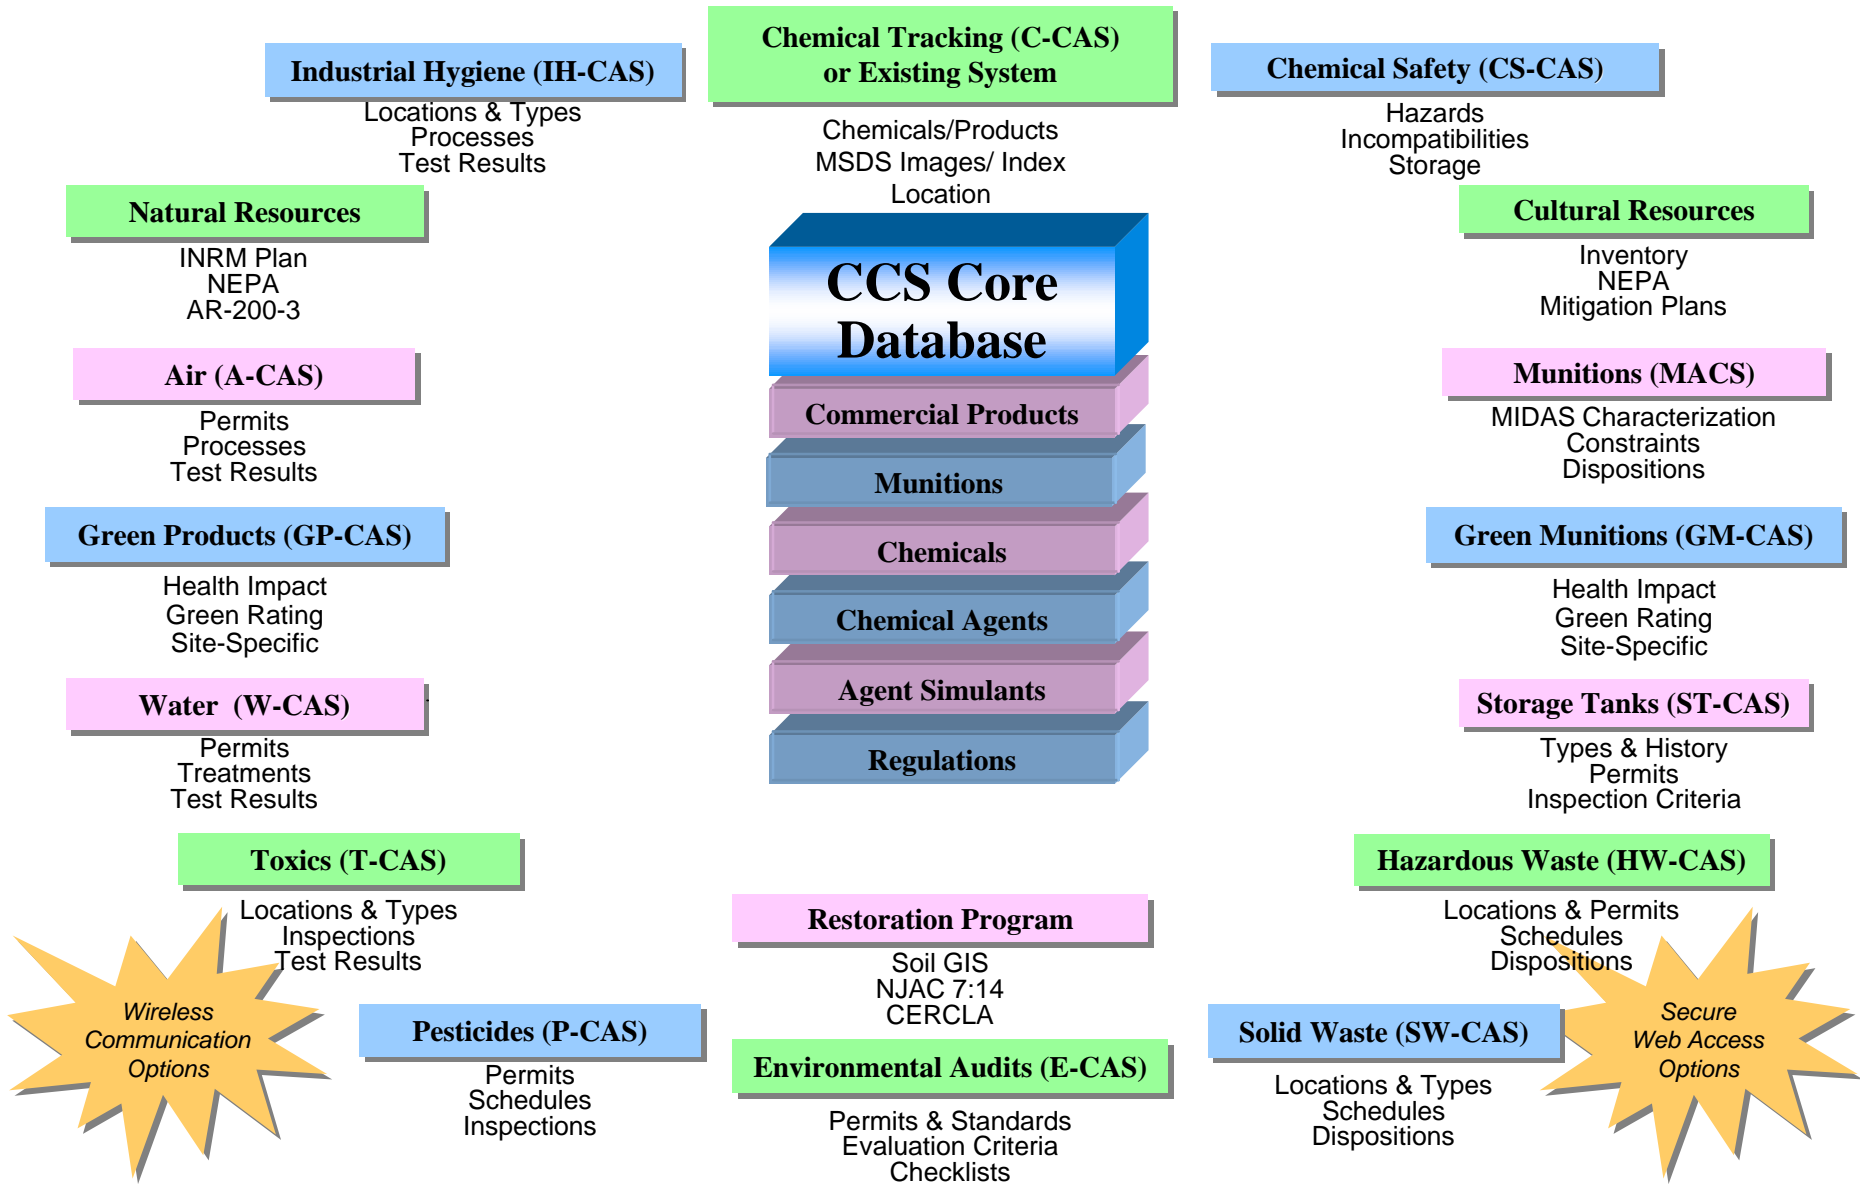 Industrial Hygiene (IH-CAS)
Locations & Types
Processes
Test Results
Chemical Tracking (C-CAS)
or Existing System
Chemicals/Products
MSDS Images/ Index
Location
Chemical Safety (CS-CAS)
Hazards
Incompatibilities
Storage
Natural Resources
INRM Plan
NEPA
AR-200-3
Cultural Resources
Inventory
NEPA
Mitigation Plans
Air (A-CAS)
Permits
Processes
Test Results
Munitions (MACS)
MIDAS Characterization
Constraints
Dispositions
Green Products (GP-CAS)
Health Impact
Green Rating
Site-Specific
Green Munitions (GM-CAS)
Health Impact
Green Rating
Site-Specific
Water (W-CAS)
Permits
Treatments
Test Results
Storage Tanks (ST-CAS)
Types & History
Permits
Inspection Criteria
CCS Core
Database
Commercial Products
Munitions
Chemicals
Chemical Agents
Agent Simulants
Regulations
Toxics (T-CAS)
Locations & Types
Inspections
Test Results
Hazardous Waste (HW-CAS)
Locations & Permits
Schedules
Dispositions
Restoration Program
Soil GIS
NJAC 7:14
CERCLA
Wireless
Communication
Options
Pesticides (P-CAS)
Permits
Schedules
Inspections
Environmental Audits (E-CAS)
Permits & Standards
Evaluation Criteria
Checklists
Solid Waste (SW-CAS)
Locations & Types
Schedules
Dispositions
Secure
Web Access
Options